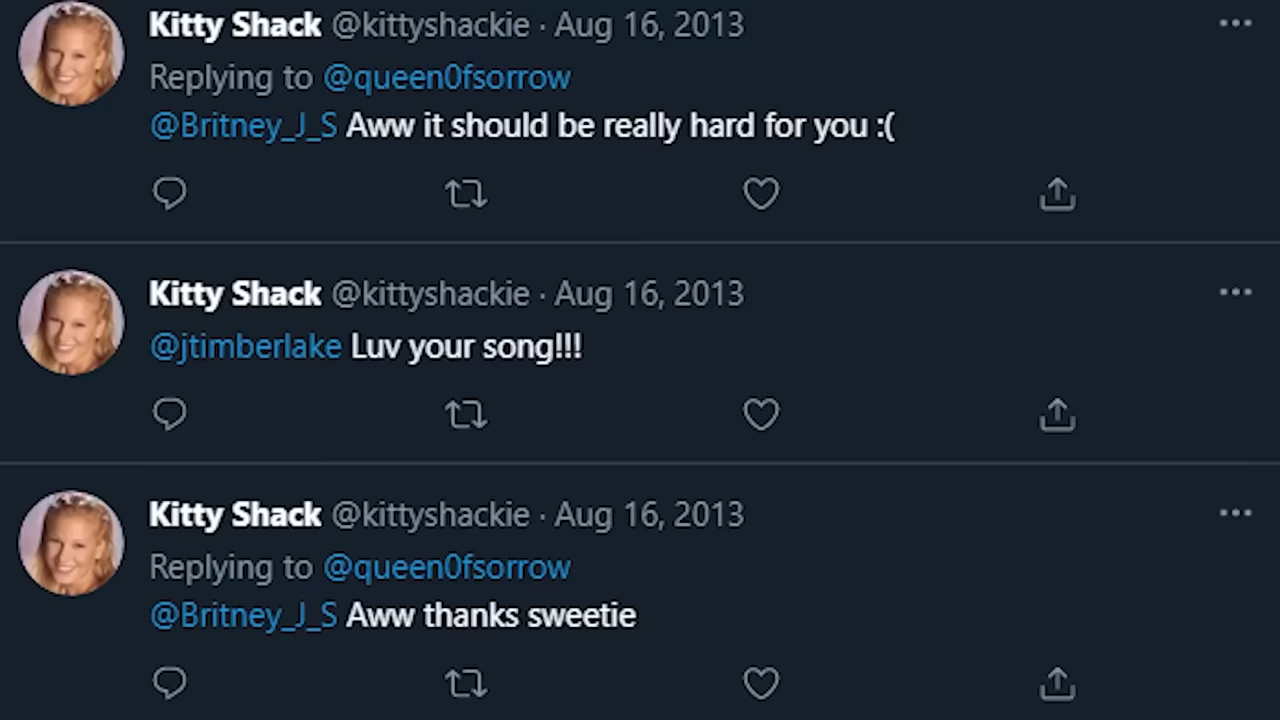 Kitty Shack @kittyshackie · Aug 16, 2013
Replying to @queen0fsorrow
@Britney_J_S Aww it should be really hard for you :(
Kitty Shack @kittyshackie · Aug 16, 2013
@jtimberlake Luv your song!!!
Kitty Shack @kittyshackie · Aug 16, 2013
Replying to @queen0fsorrow
@Britney_J_S Aww thanks sweetie